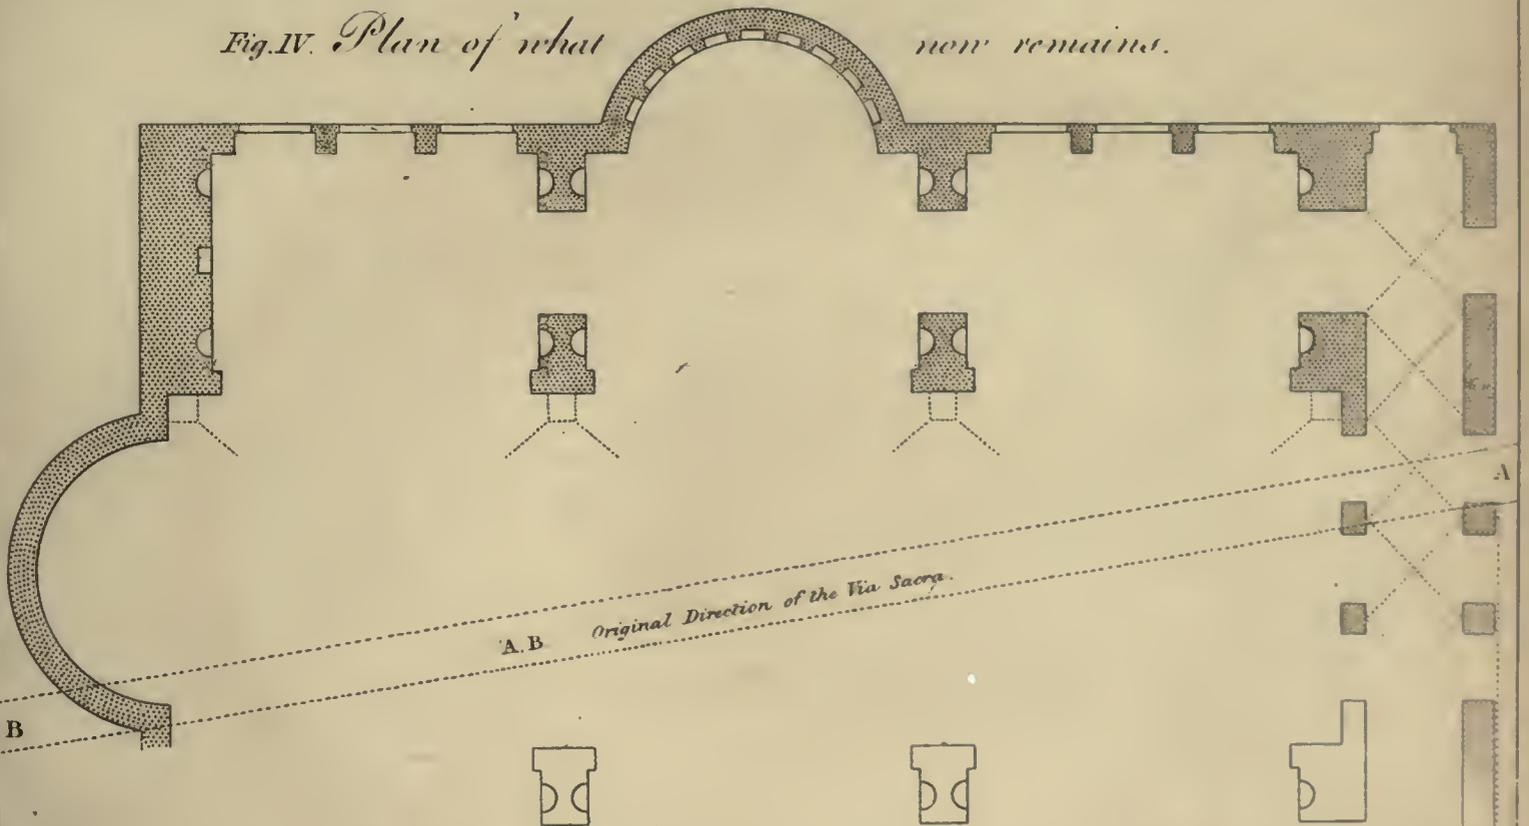 Fig. IV. Plan of what now remains.
A
A. B Original Direction of the Via Sacra.
B